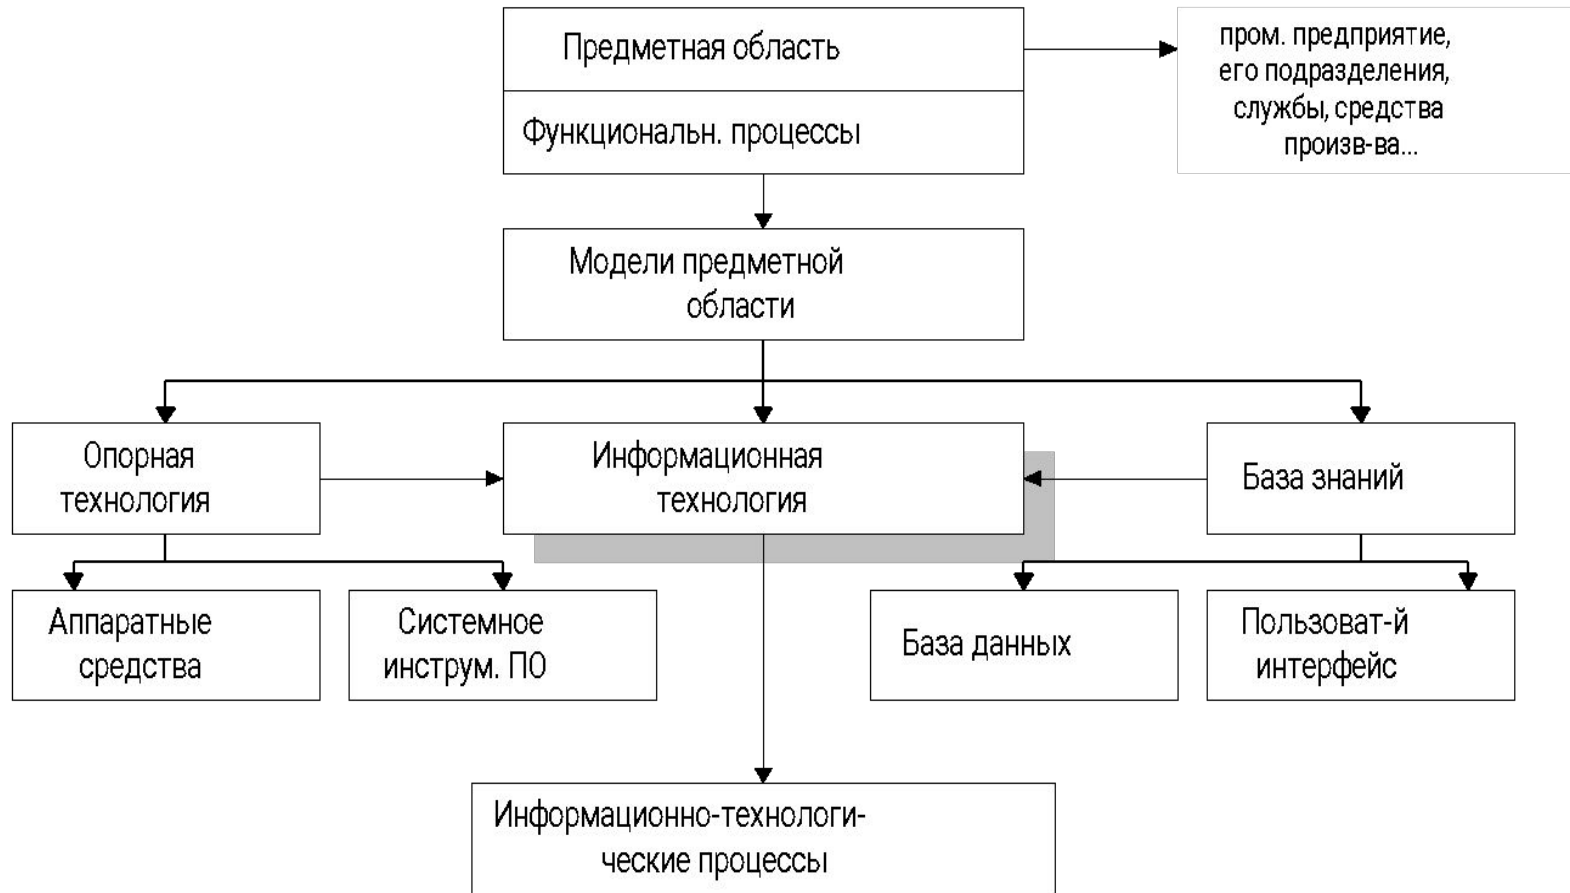 Предметная область
пром. предприятие,
его подразделения,
службы, средства
произв-ва...
Функциональн. процессы
Модели предметной
области
Опорная
технология
Информационная
технология
База знаний
Аппаратные
средства
Системное
инструм. ПО
База данных
Пользоват-й
интерфейс
Информационно-технологи-
ческие процессы